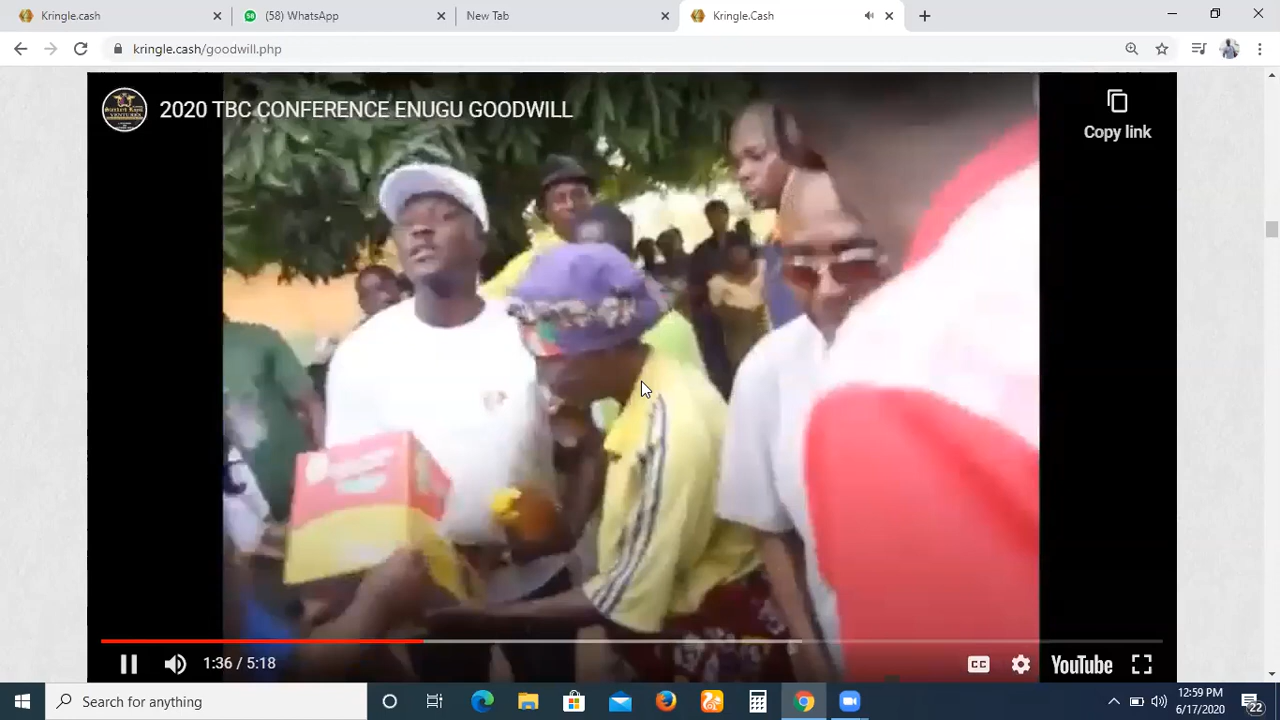 Kringle.cash
(58) WhatsApp
New Tab
Kringle.Cash
kringle.cash/goodwill.php
2020 TBC CONFERENCE ENUGU GOODWILL
Copy link
1:36 / 5:18
CC
YouTube
Search for anything
12:59 PM
6/17/2020
22